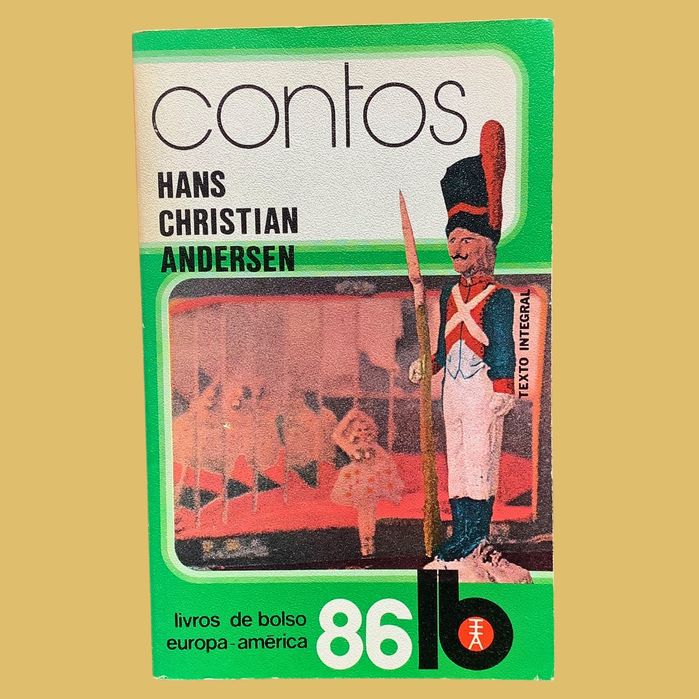 contos
HANS
CHRISTIAN
ANDERSEN
TEXTO INTEGRAL
livros de bolso
europa-américa
86
lb